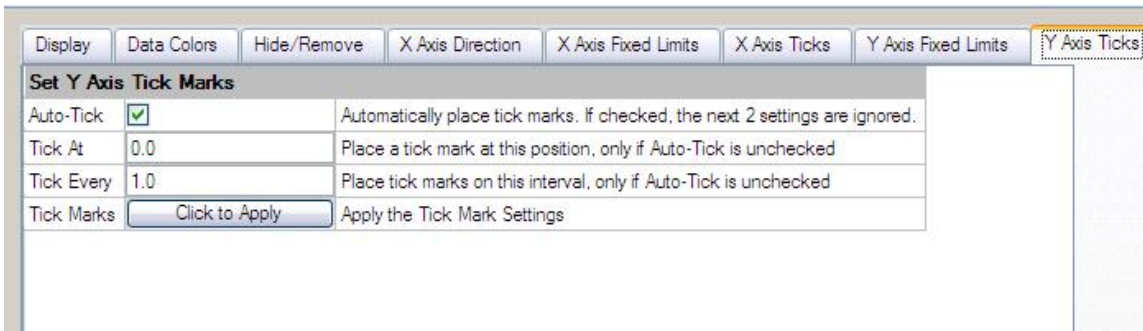 Display Data Colors Hide/Remove X Axis Direction X Axis Fixed Limits X Axis Ticks Y Axis Fixed Limits Y Axis Ticks
Set Y Axis Tick Marks
Auto-Tick Automatically place tick marks. If checked, the next 2 settings are ignored.
Tick At 0.0 Place a tick mark at this position, only if Auto-Tick is unchecked
Tick Every 1.0 Place tick marks on this interval, only if Auto-Tick is unchecked
Tick Marks Click to Apply Apply the Tick Mark Settings